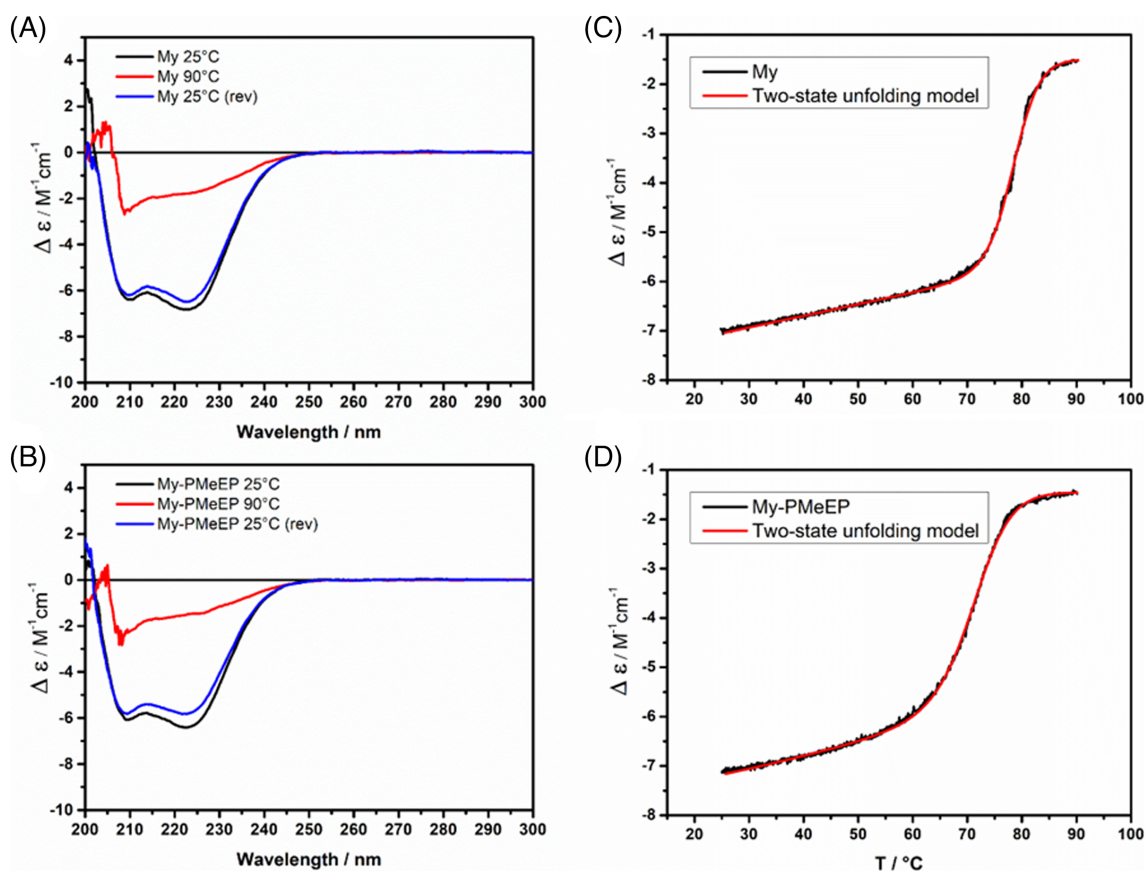 (A)
My 25°C
My 90°C
My 25°C (rev)
4
2
0
-2
-4
-6
-8
-10
Δ ε / M⁻¹cm⁻¹
200 210 220 230 240 250 260 270 280 290 300
Wavelength / nm
(C)
My
Two-state unfolding model
-1
-2
-3
-4
-5
-6
-7
-8
Δ ε / M⁻¹cm⁻¹
20 30 40 50 60 70 80 90 100
(B)
My-PMeEP 25°C
My-PMeEP 90°C
My-PMeEP 25°C (rev)
4
2
0
-2
-4
-6
-8
-10
Δ ε / M⁻¹cm⁻¹
200 210 220 230 240 250 260 270 280 290 300
Wavelength / nm
(D)
My-PMeEP
Two-state unfolding model
-1
-2
-3
-4
-5
-6
-7
-8
Δ ε / M⁻¹cm⁻¹
20 30 40 50 60 70 80 90 100
T / °C